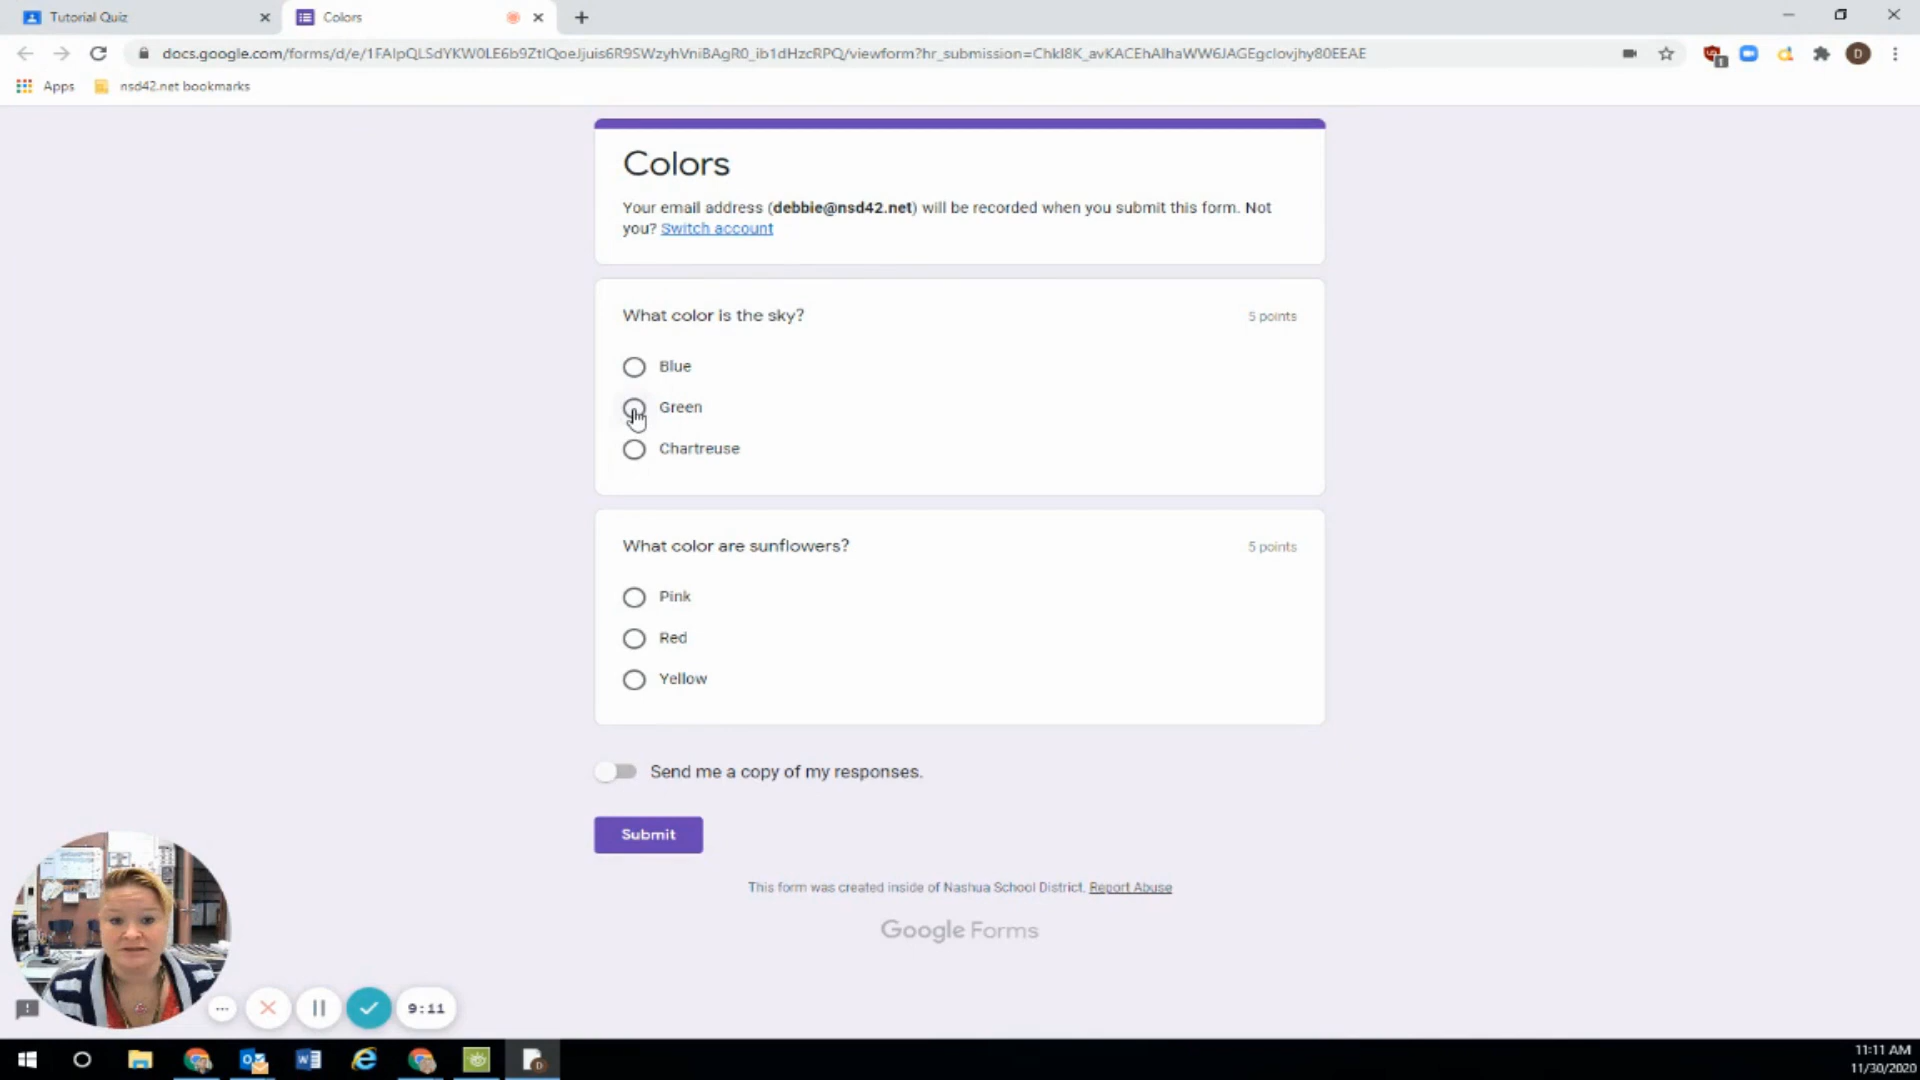 Tutorial Quiz
Colors
docs.google.com/forms/d/e/1FAIpQLSdYKW0LE6b9ZtlQoeJjuis6R9SWzyhVniBAgR0_ib1dHzcRPQ/viewform?hr_submission=ChkI8K_avKACEhAIhaWW6JAGEgcIovjhy80EEAE
D
Apps
nsd42.net bookmarks
Colors
Your email address (debbie@nsd42.net) will be recorded when you submit this form. Not
you? Switch account
What color is the sky?
5 points
Blue
Green
Chartreuse
What color are sunflowers?
5 points
Pink
Red
Yellow
Send me a copy of my responses.
Submit
This form was created inside of Nashua School District. Report Abuse
Google Forms
9:11
11:11 AM
11/30/2020